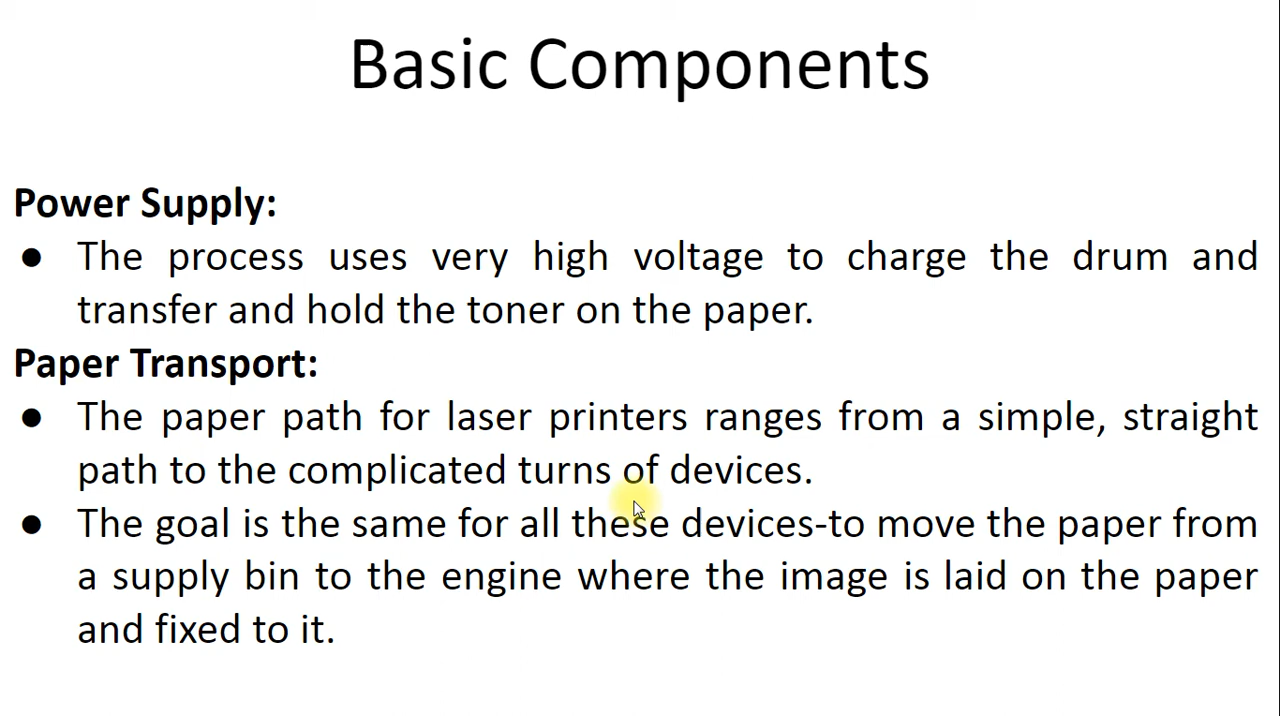 Basic Components
Power Supply:
● The process uses very high voltage to charge the drum and
transfer and hold the toner on the paper.
Paper Transport:
● The paper path for laser printers ranges from a simple, straight
path to the complicated turns of devices.
● The goal is the same for all these devices-to move the paper from
a supply bin to the engine where the image is laid on the paper
and fixed to it.